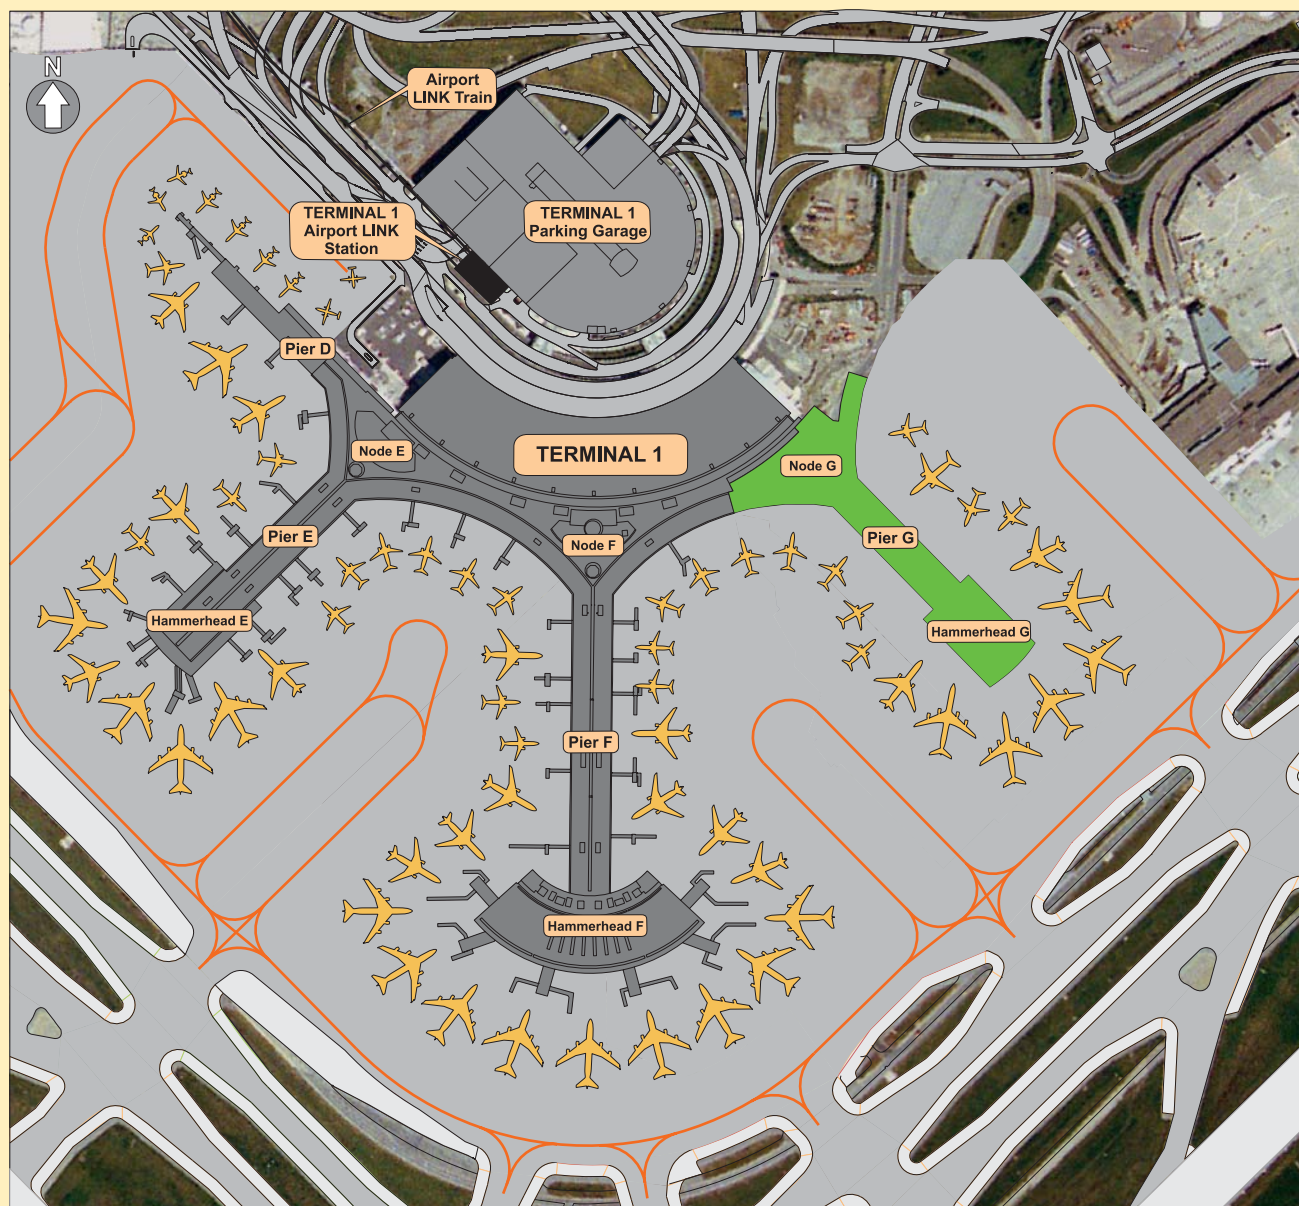 N
Airport
LINK Train
TERMINAL 1
Airport LINK
Station
TERMINAL 1
Parking Garage
Pier D
Node E
TERMINAL 1
Node G
Pier E
Node F
Pier G
Hammerhead E
Hammerhead G
Pier F
Hammerhead F